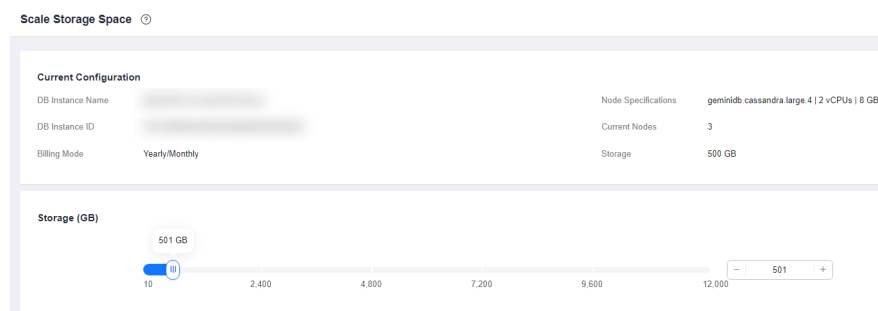 Scale Storage Space ?
Current Configuration
DB Instance Name
Node Specifications geminidb.cassandra.large.4 | 2 vCPUs | 8 GB
DB Instance ID
Current Nodes 3
Billing Mode Yearly/Monthly
Storage 500 GB
Storage (GB)
501 GB
10 2,400 4,800 7,200 9,600 12,000
− 501 +